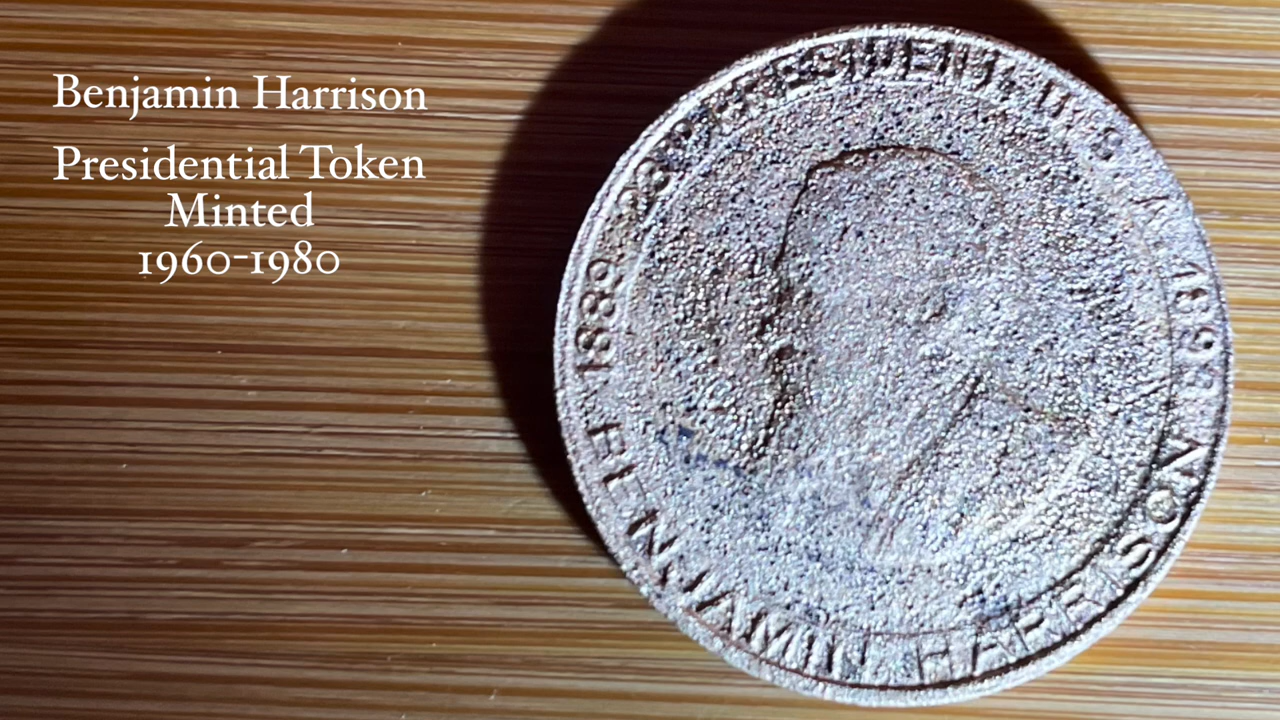 Benjamin Harrison
Presidential Token
Minted
1960-1980
PRESIDENT U.S.A. 1893
1889
BENJAMIN HARRISON